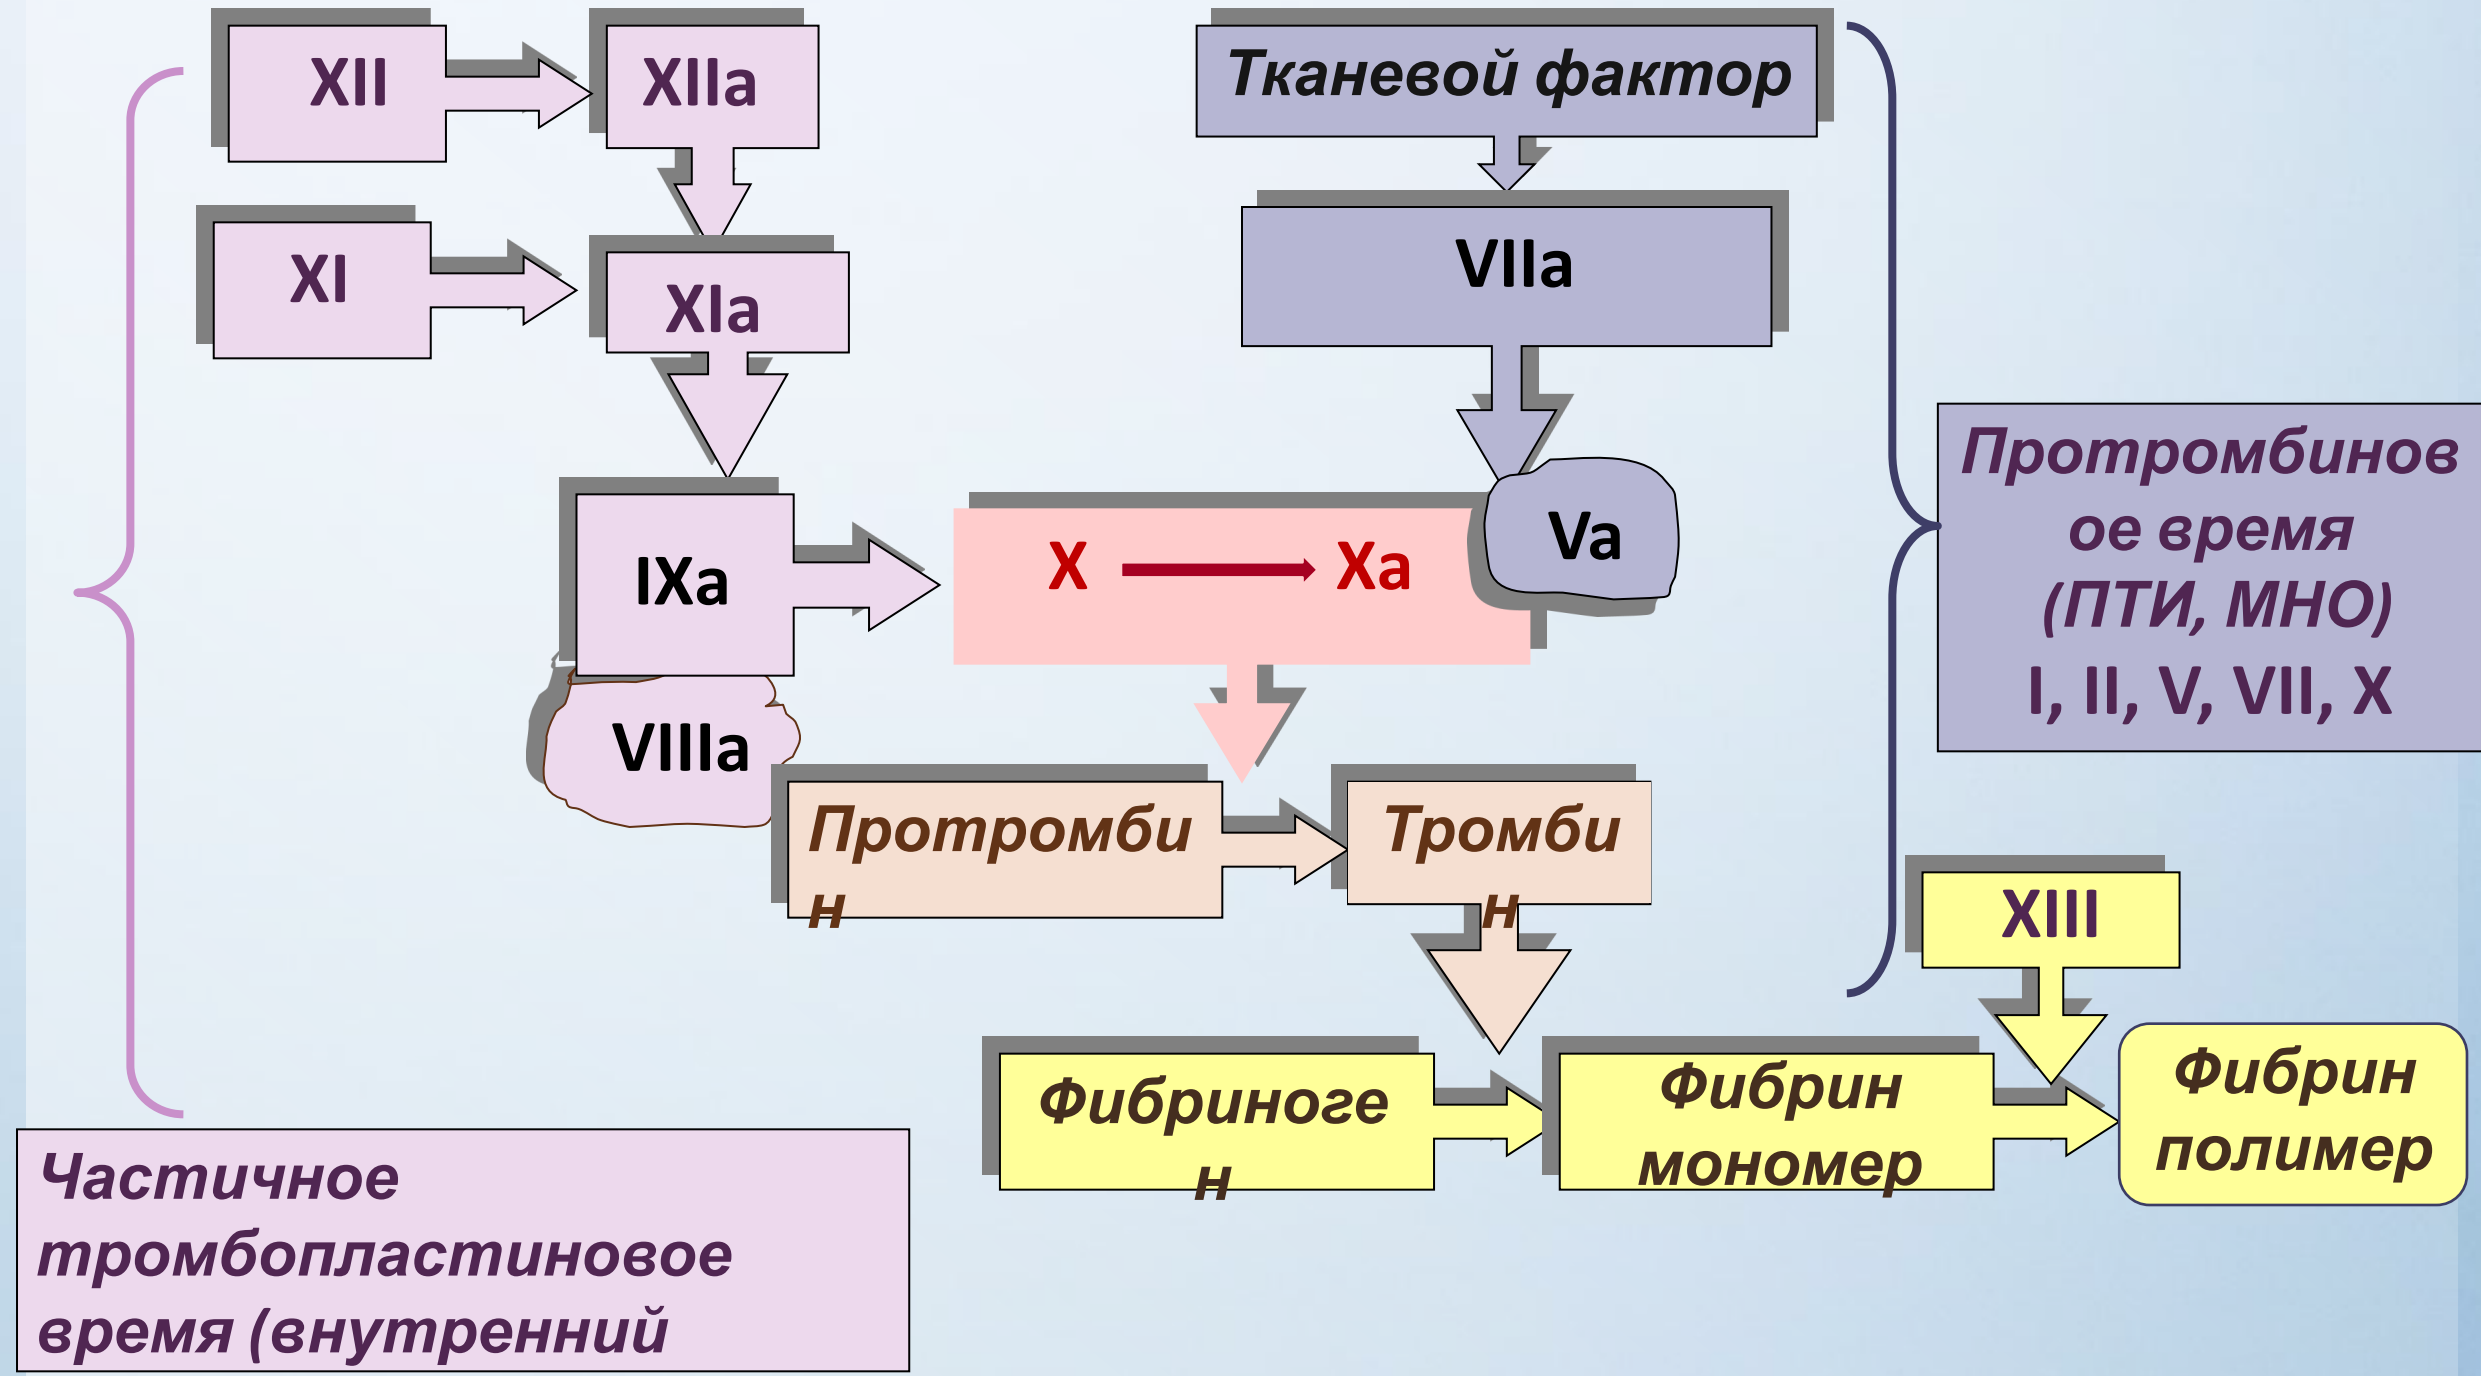 XII
XIIa
Тканевой фактор
XI
XIa
VIIa
Протромбинов
ое время
(ПТИ, МНО)
I, II, V, VII, X
IXa
X
Xa
Va
VIIIa
Протромби
н
Тромби
н
XIII
Фибриноге
н
Фибрин
мономер
Фибрин
полимер
Частичное
тромбопластиновое
время (внутренний